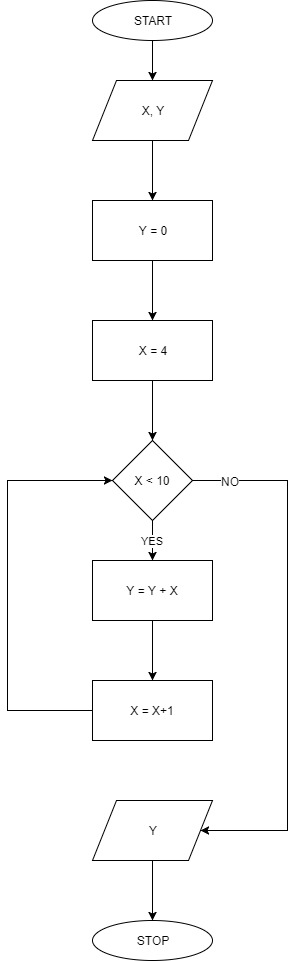 START
X, Y
Y = 0
X = 4
X < 10
NO
YES
Y = Y + X
X = X+1
Y
STOP